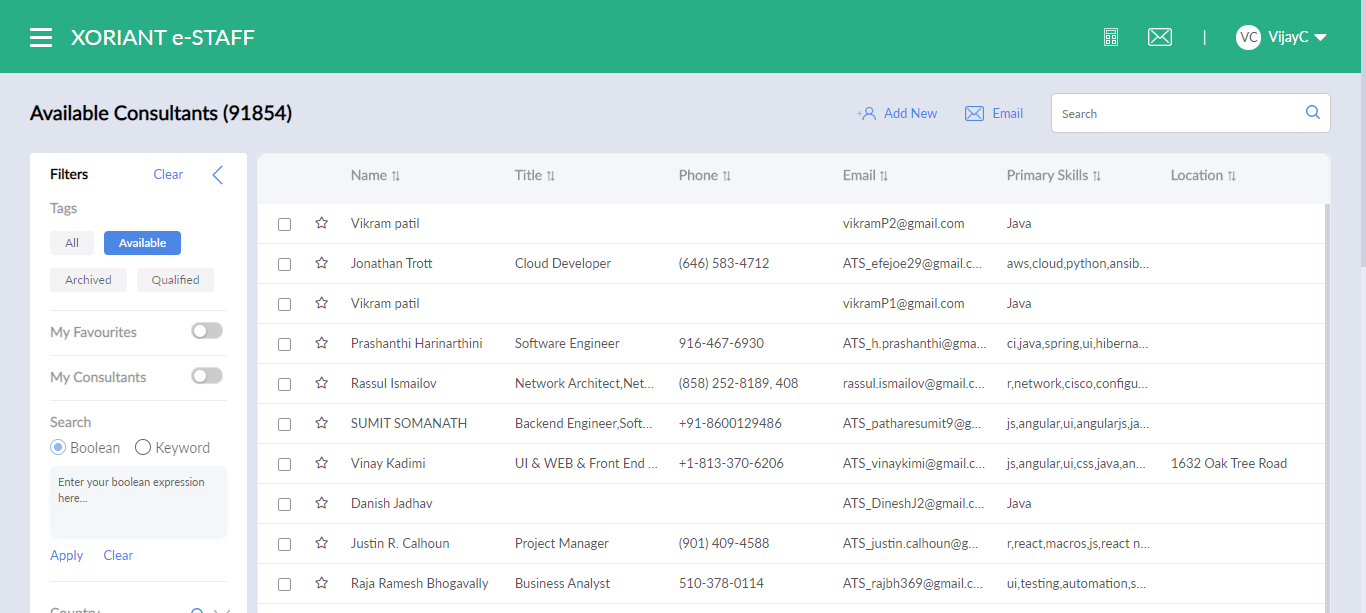 XORIANT e-STAFF
VC VijayC
Available Consultants (91854)
Add New Email Search
Filters Clear
Tags
All Available
Archived Qualified
My Favourites
My Consultants
Search
Boolean Keyword
Enter your boolean expression
here...
Apply Clear
Country
Name Title Phone Email Primary Skills Location
Vikram patil vikramP2@gmail.com Java
Jonathan Trott Cloud Developer (646) 583-4712 ATS_efejoe29@gmail.c... aws,cloud,python,ansib...
Vikram patil vikramP1@gmail.com Java
Prashanthi Harinarthini Software Engineer 916-467-6930 ATS_h.prashanthi@gma... ci,java,spring,ui,hiberna...
Rassul Ismailov Network Architect,Net... (858) 252-8189, 408 rassul.ismailov@gmail.c... r,network,cisco,configu...
SUMIT SOMANATH Backend Engineer,Soft... +91-8600129486 ATS_patharesumit9@g... js,angular,ui,angularjs,ja...
Vinay Kadimi UI & WEB & Front End ... +1-813-370-6206 ATS_vinaykimi@gmail.c... js,angular,ui,css,java,an... 1632 Oak Tree Road
Danish Jadhav ATS_DineshJ2@gmail.c... Java
Justin R. Calhoun Project Manager (901) 409-4588 ATS_justin.calhoun@g... r,react,macros,js,react n...
Raja Ramesh Bhogavally Business Analyst 510-378-0114 ATS_rajbh369@gmail.c... ui,testing,automation,s...